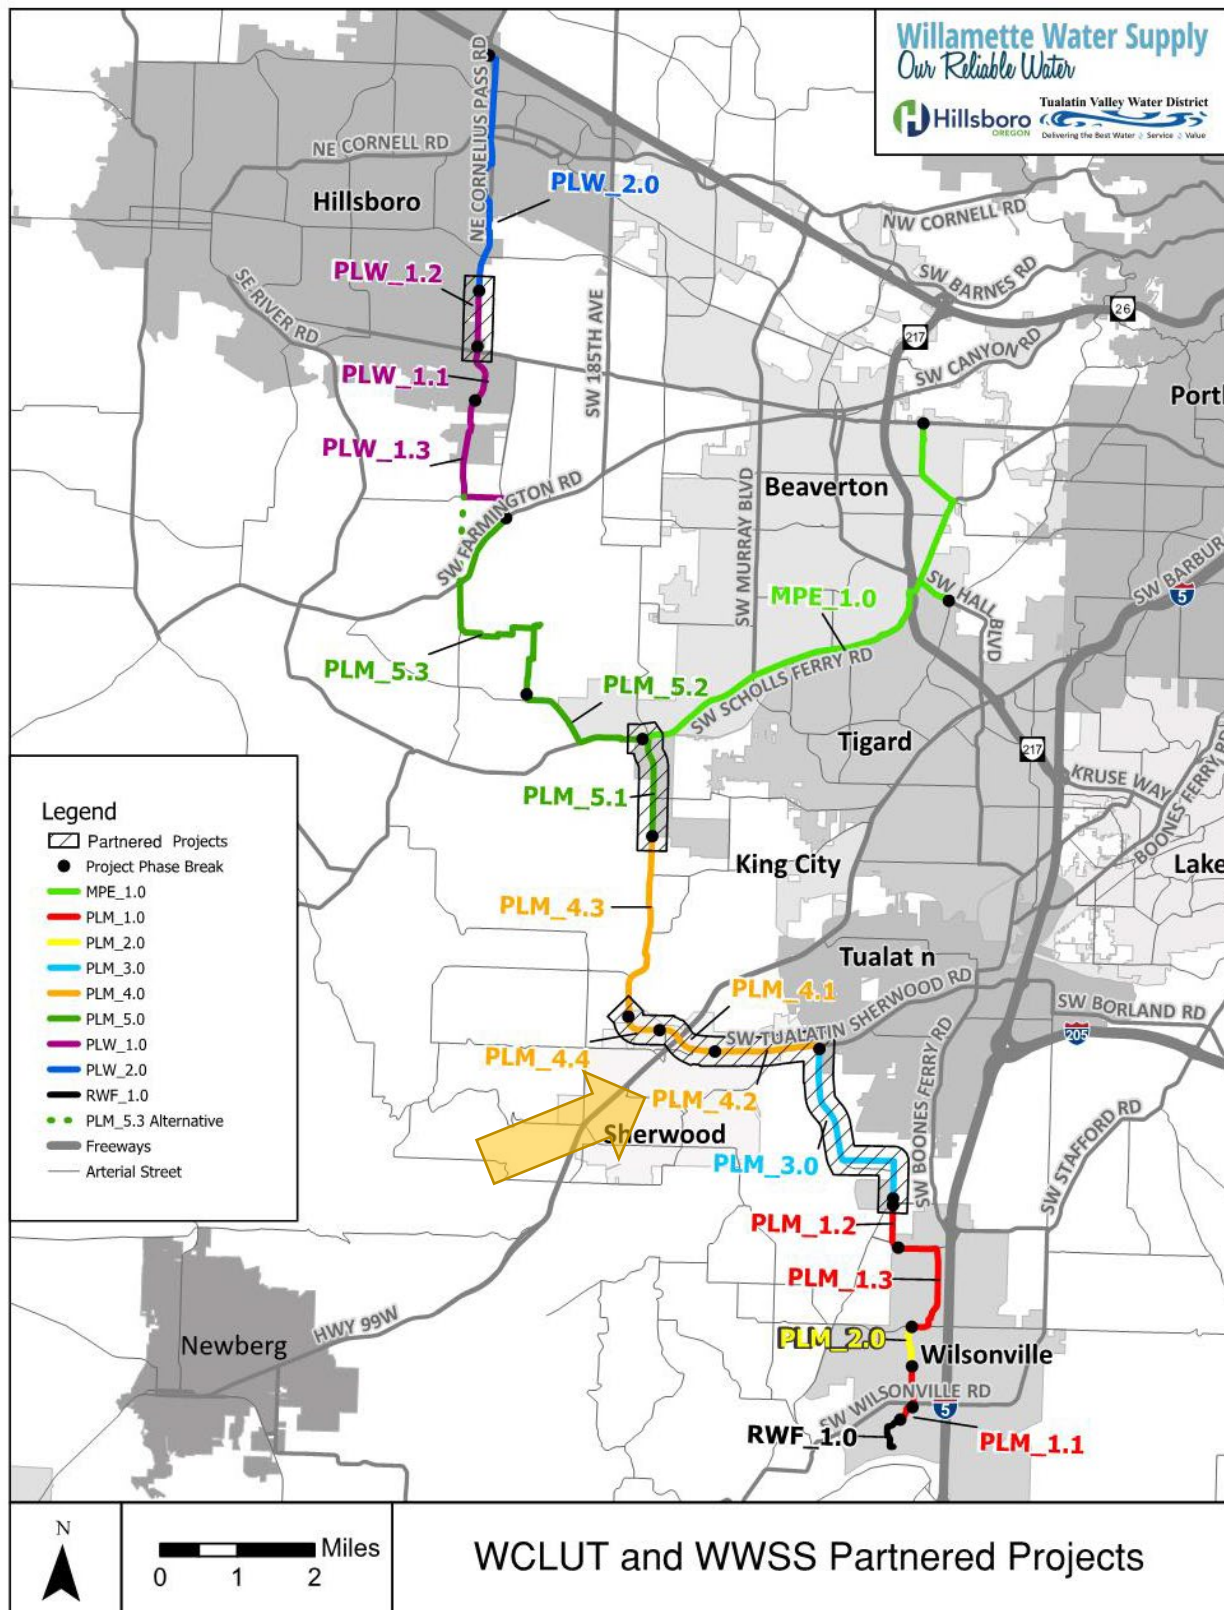 Willamette Water Supply
Our Reliable Water
Hillsboro
OREGON
Tualatin Valley Water District
Delivering the Best Water Service Value
NE CORNELIUS PASS RD
NE CORNELL RD
Hillsboro
PLW_2.0
NW CORNELL RD
PLW_1.2
SW BARNES RD
SE RIVER RD
SW 185TH AVE
26
217
SW CANYON RD
PLW_1.1
Portl
PLW_1.3
SW MURRAY BLVD
Beaverton
SW FARMINGTON RD
SW BARBUR
5
MPE_1.0
SW HALL BLVD
PLM_5.3
PLM_5.2
SW SCHOLLS FERRY RD
Tigard
217
KRUSE WAY
BOONES FERRY RD
PLM_5.1
King City
Lake
Legend
Partnered Projects
Project Phase Break
MPE_1.0
PLM_1.0
PLM_2.0
PLM_3.0
PLM_4.0
PLM_5.0
PLW_1.0
PLW_2.0
RWF_1.0
PLM_5.3 Alternative
Freeways
Arterial Street
PLM_4.3
Tualat n
PLM_4.1
SW TUALATIN SHERWOOD RD
SW BORLAND RD
205
PLM_4.4
PLM_4.2
SW BOONES FERRY RD
SW STAFFORD RD
Sherwood
PLM_3.0
PLM_1.2
PLM_1.3
HWY 99W
Newberg
PLM_2.0
Wilsonville
SW WILSONVILLE RD
5
RWF_1.0
PLM_1.1
N
Miles
0 1 2
WCLUT and WWSS Partnered Projects